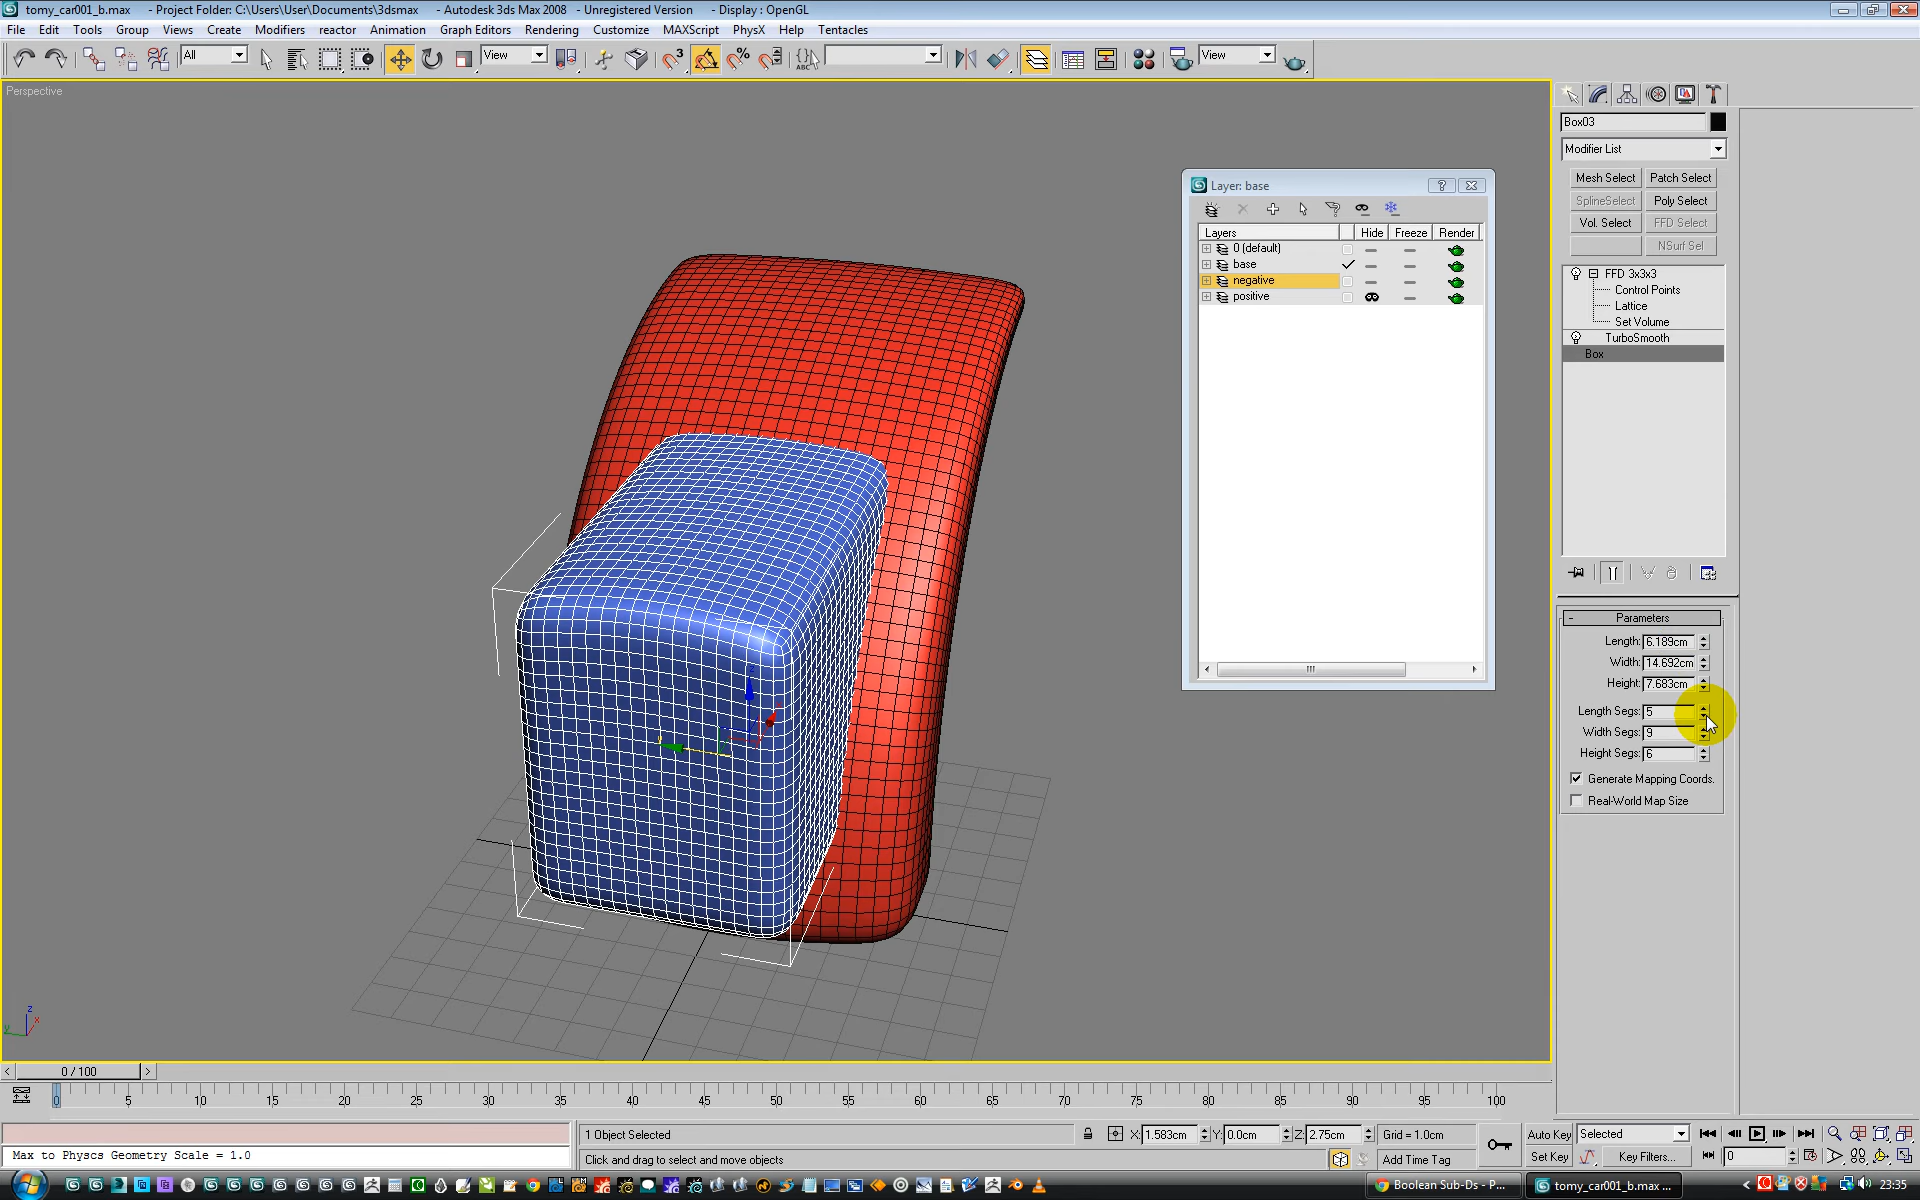 tomy_car001_b.max - Project Folder: C:\Users\User\Documents\3dsmax - Autodesk 3ds Max 2008 - Unregistered Version - Display : OpenGL
File Edit Tools Group Views Create Modifiers reactor Animation Graph Editors Rendering Customize MAXScript PhysX Help Tentacles
All View View
Perspective
Box03
Modifier List
Mesh Select Patch Select
SplineSelect Poly Select
Vol. Select FFD Select
NSurf Sel
FFD 3x3x3
Control Points
Lattice
Set Volume
TurboSmooth
Box
Layer: base
Layers Hide Freeze Render
0 (default)
base
negative
positive
Parameters
Length: 6.189cm
Width: 14.692cm
Height: 7.683cm
Length Segs: 5
Width Segs: 9
Height Segs: 6
Generate Mapping Coords.
Real-World Map Size
0 / 100
0 5 10 15 20 25 30 35 40 45 50 55 60 65 70 75 80 85 90 95 100
1 Object Selected X: 1.583cm Y: 0.0cm Z: 2.75cm Grid = 1.0cm Auto Key Selected
Max to Physcs Geometry Scale = 1.0
Click and drag to select and move objects Add Time Tag Set Key Key Filters... 0
Boolean Sub-Ds - P... tomy_car001_b.max ... 23:35